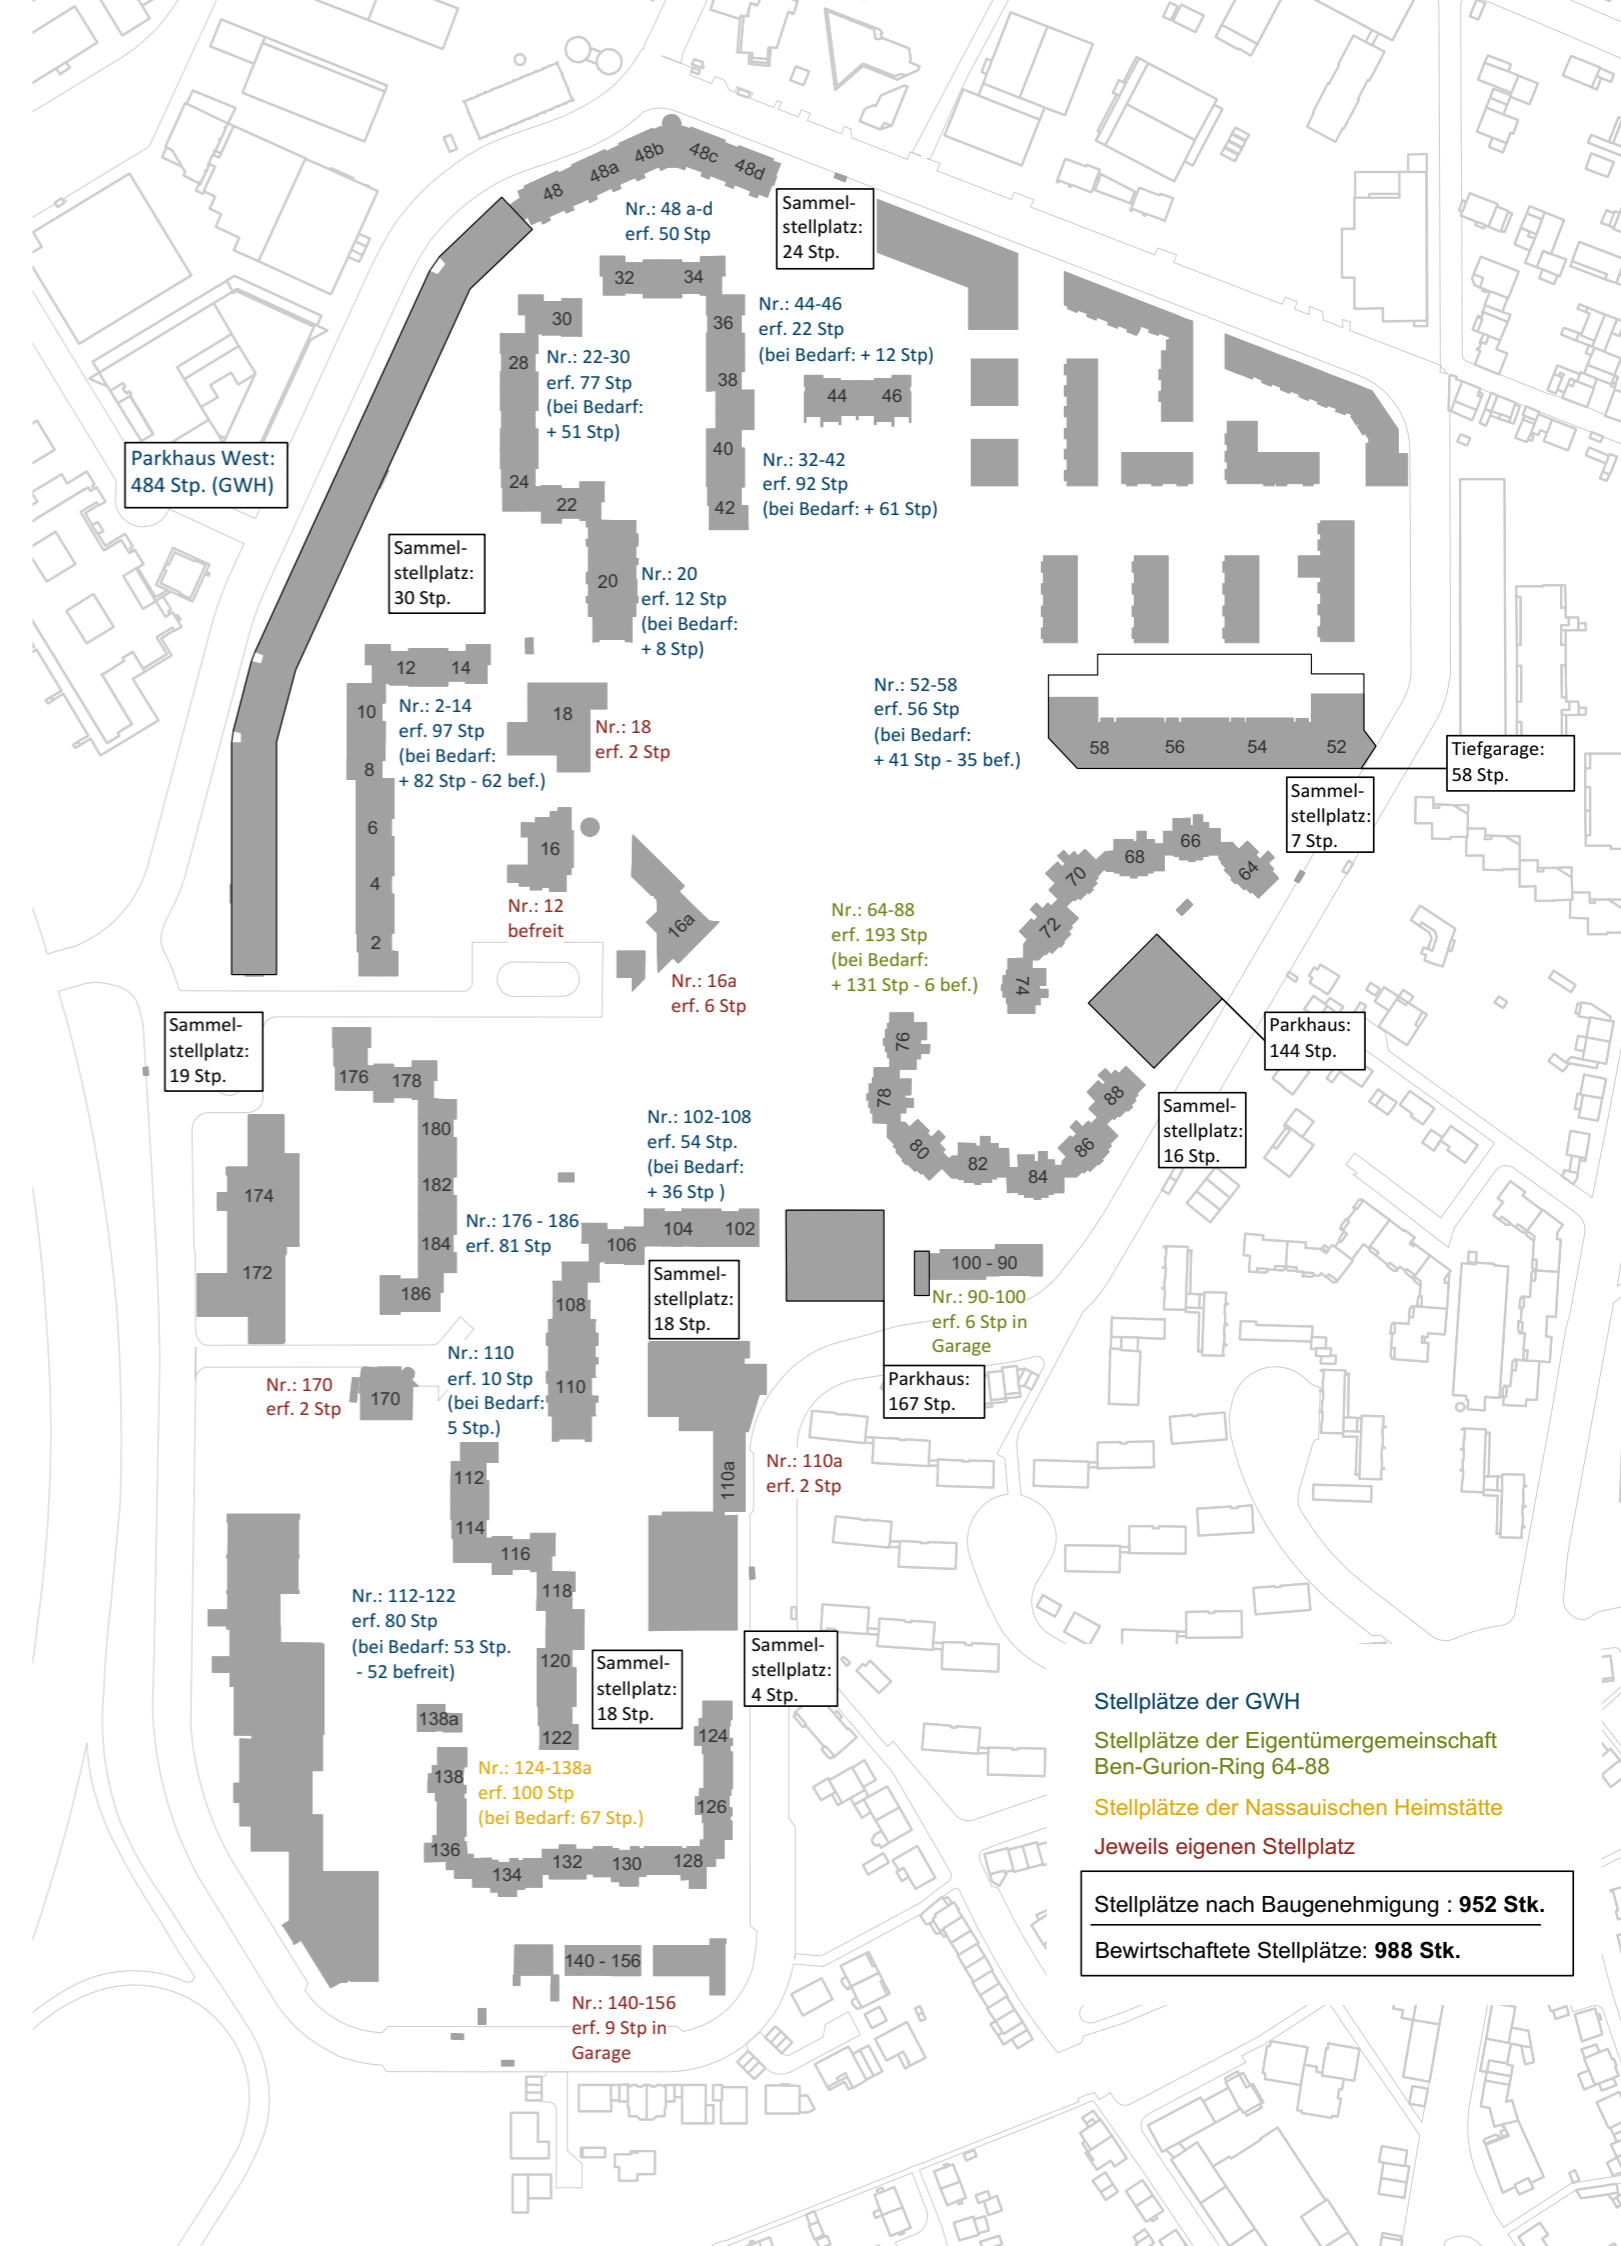 48
48a
48b
48c
48d
Nr.: 48 a-d
erf. 50 Stp
Sammel-
stellplatz:
24 Stp.
32
34
30
36
Nr.: 44-46
erf. 22 Stp
(bei Bedarf: + 12 Stp)
28
Nr.: 22-30
erf. 77 Stp
(bei Bedarf:
+ 51 Stp)
38
44
46
Parkhaus West:
484 Stp. (GWH)
40
Nr.: 32-42
erf. 92 Stp
(bei Bedarf: + 61 Stp)
24
22
42
Sammel-
stellplatz:
30 Stp.
20
Nr.: 20
erf. 12 Stp
(bei Bedarf:
+ 8 Stp)
12
14
10
Nr.: 2-14
erf. 97 Stp
(bei Bedarf:
+ 82 Stp - 62 bef.)
18
Nr.: 18
erf. 2 Stp
8
Nr.: 52-58
erf. 56 Stp
(bei Bedarf:
+ 41 Stp - 35 bef.)
58
56
54
52
Tiefgarage:
58 Stp.
Sammel-
stellplatz:
7 Stp.
6
16
4
2
Nr.: 12
befreit
16a
Nr.: 16a
erf. 6 Stp
64
66
68
70
72
74
Nr.: 64-88
erf. 193 Stp
(bei Bedarf:
+ 131 Stp - 6 bef.)
Parkhaus:
144 Stp.
Sammel-
stellplatz:
19 Stp.
76
78
80
82
84
86
88
Sammel-
stellplatz:
16 Stp.
176
178
180
182
184
186
174
172
Nr.: 176 - 186
erf. 81 Stp
Nr.: 102-108
erf. 54 Stp.
(bei Bedarf:
+ 36 Stp )
106
104
102
108
Sammel-
stellplatz:
18 Stp.
100 - 90
Nr.: 90-100
erf. 6 Stp in
Garage
Parkhaus:
167 Stp.
Nr.: 170
erf. 2 Stp
170
Nr.: 110
erf. 10 Stp
(bei Bedarf:
5 Stp.)
110
110a
Nr.: 110a
erf. 2 Stp
112
114
116
118
Nr.: 112-122
erf. 80 Stp
(bei Bedarf: 53 Stp.
- 52 befreit)
120
122
Sammel-
stellplatz:
18 Stp.
Sammel-
stellplatz:
4 Stp.
138a
138
136
134
132
130
128
126
124
Nr.: 124-138a
erf. 100 Stp
(bei Bedarf: 67 Stp.)
140 - 156
Nr.: 140-156
erf. 9 Stp in
Garage
Stellplätze der GWH
Stellplätze der Eigentümergemeinschaft
Ben-Gurion-Ring 64-88
Stellplätze der Nassauischen Heimstätte
Jeweils eigenen Stellplatz
Stellplätze nach Baugenehmigung : 952 Stk.
Bewirtschaftete Stellplätze: 988 Stk.